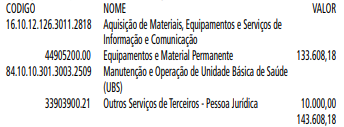 CODIGO NOME VALOR
16.10.12.126.3011.2818 Aquisição de Materiais, Equipamentos e Serviços de
Informação e Comunicação
44905200.00 Equipamentos e Material Permanente 133.608,18
84.10.10.301.3003.2509 Manutenção e Operação de Unidade Básica de Saúde
(UBS)
33903900.21 Outros Serviços de Terceiros - Pessoa Jurídica 10.000,00
143.608,18